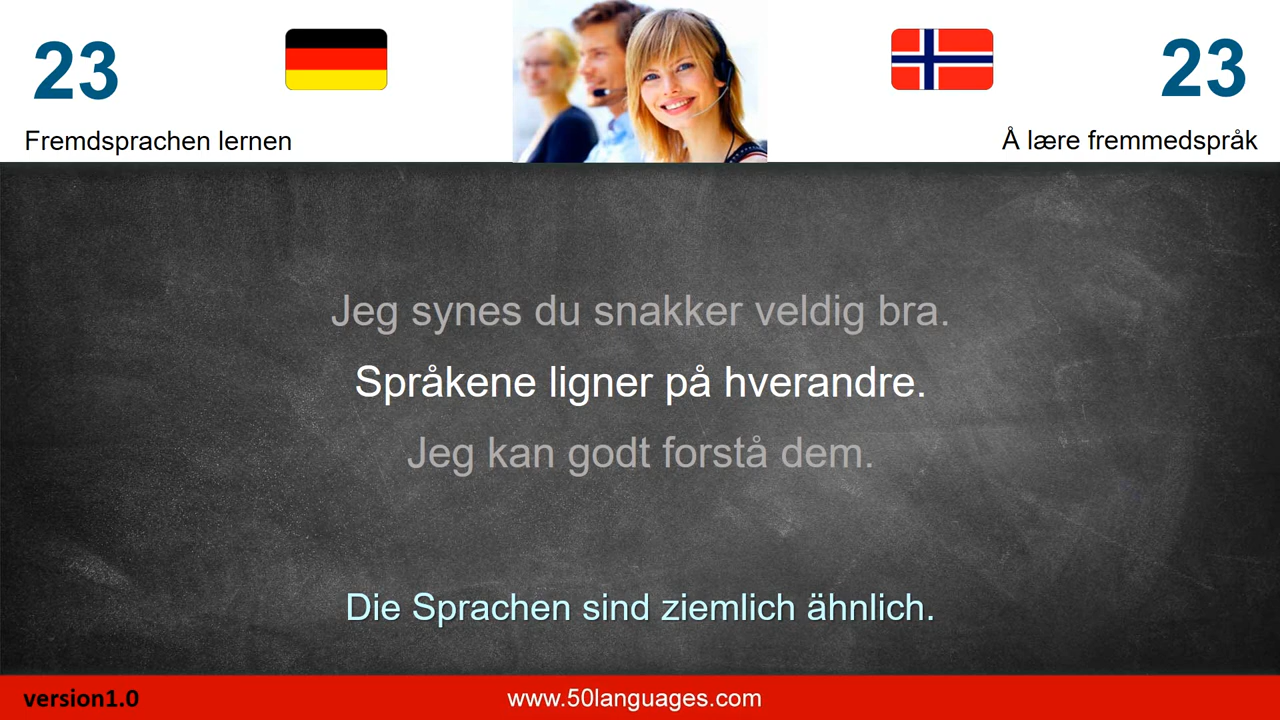 23
23
Fremdsprachen lernen
Å lære fremmedspråk
Jeg synes du snakker veldig bra.
Språkene ligner på hverandre.
Jeg kan godt forstå dem.
Die Sprachen sind ziemlich ähnlich.
version1.0
www.50languages.com